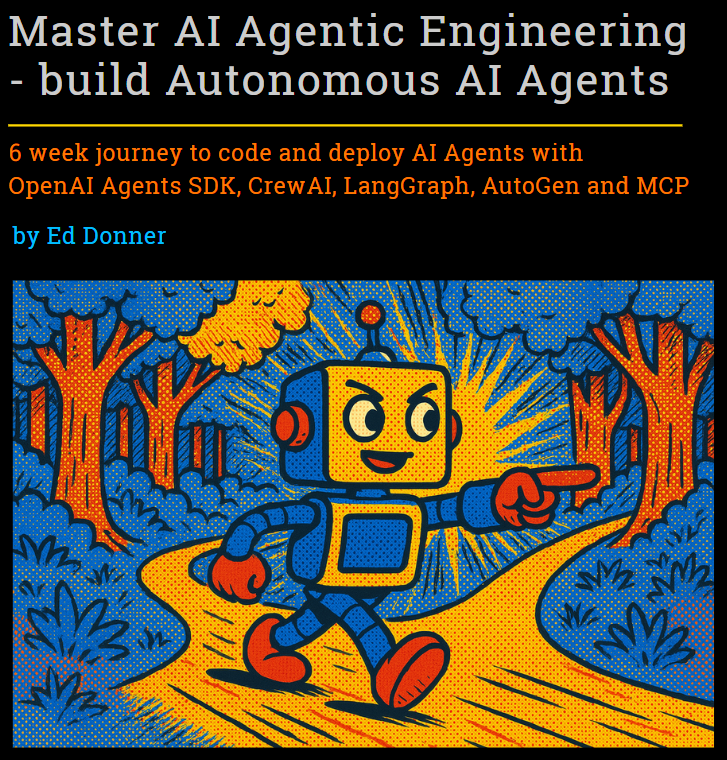 Master AI Agentic Engineering
- build Autonomous AI Agents
6 week journey to code and deploy AI Agents with
OpenAI Agents SDK, CrewAI, LangGraph, AutoGen and MCP
by Ed Donner